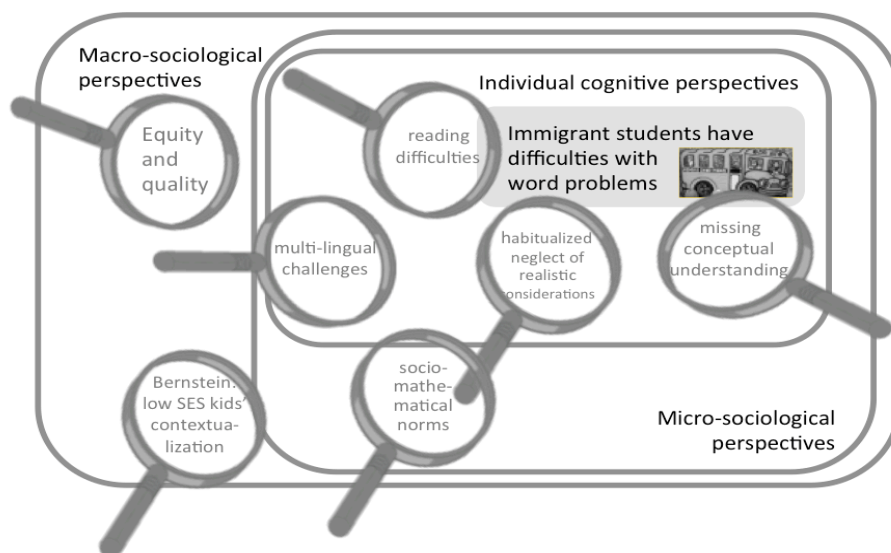 Macro-sociological
perspectives
Individual cognitive perspectives
Equity
and
quality
reading
difficulties
Immigrant students have
difficulties with
word problems
multi-lingual
challenges
habitualized
neglect of
realistic
considerations
missing
conceptual
understanding
Bernstein:
low SES kids'
contextua-
lization
socio-
mathe-
matical
norms
Micro-sociological
perspectives